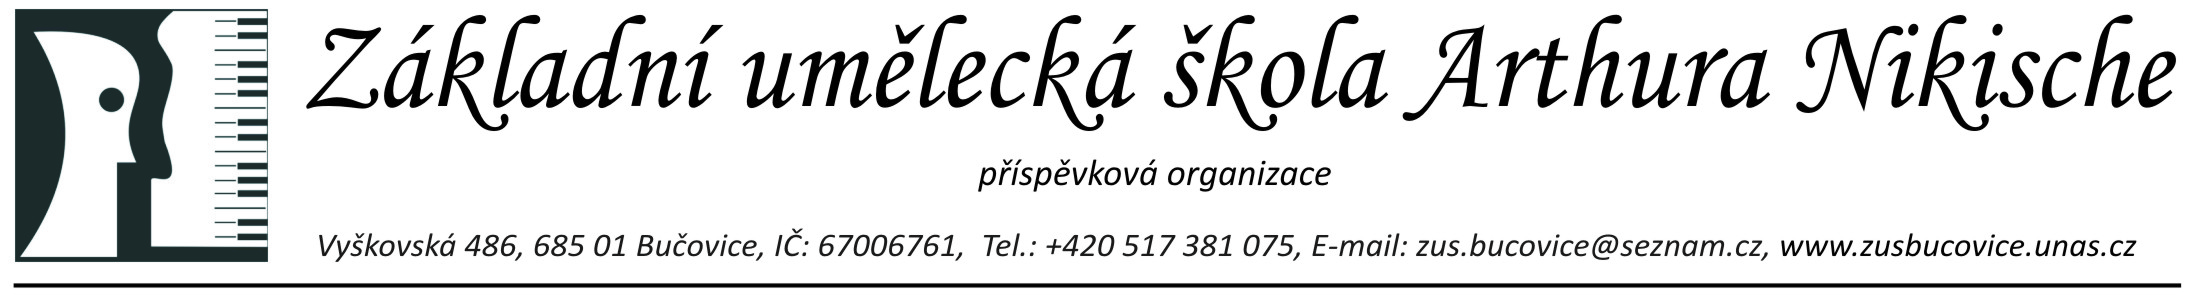 Základní umělecká škola Arthura Nikische
příspěvková organizace
Vyškovská 486, 685 01 Bučovice, IČ: 67006761, Tel.: +420 517 381 075, E-mail: zus.bucovice@seznam.cz, www.zusbucovice.unas.cz